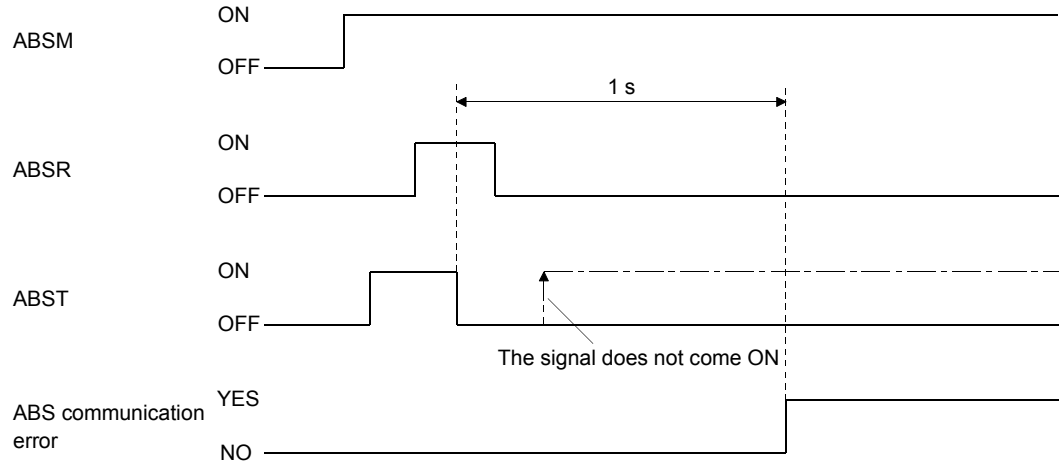 ON
ABSM
OFF
1 s
ON
ABSR
OFF
ON
ABST
OFF
The signal does not come ON
YES
ABS communication
error
NO